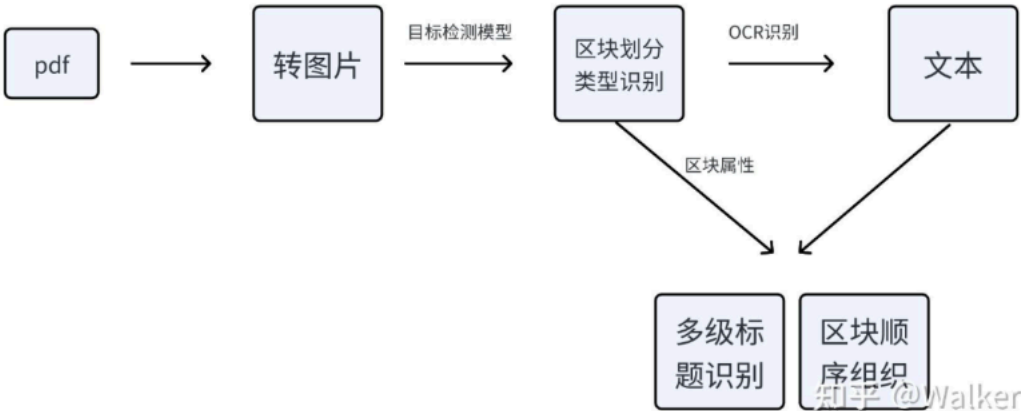 pdf
转图片
目标检测模型
区块划分
类型识别
OCR识别
文本
区块属性
多级标
题识别
区块顺
序组织
知乎 @Walker